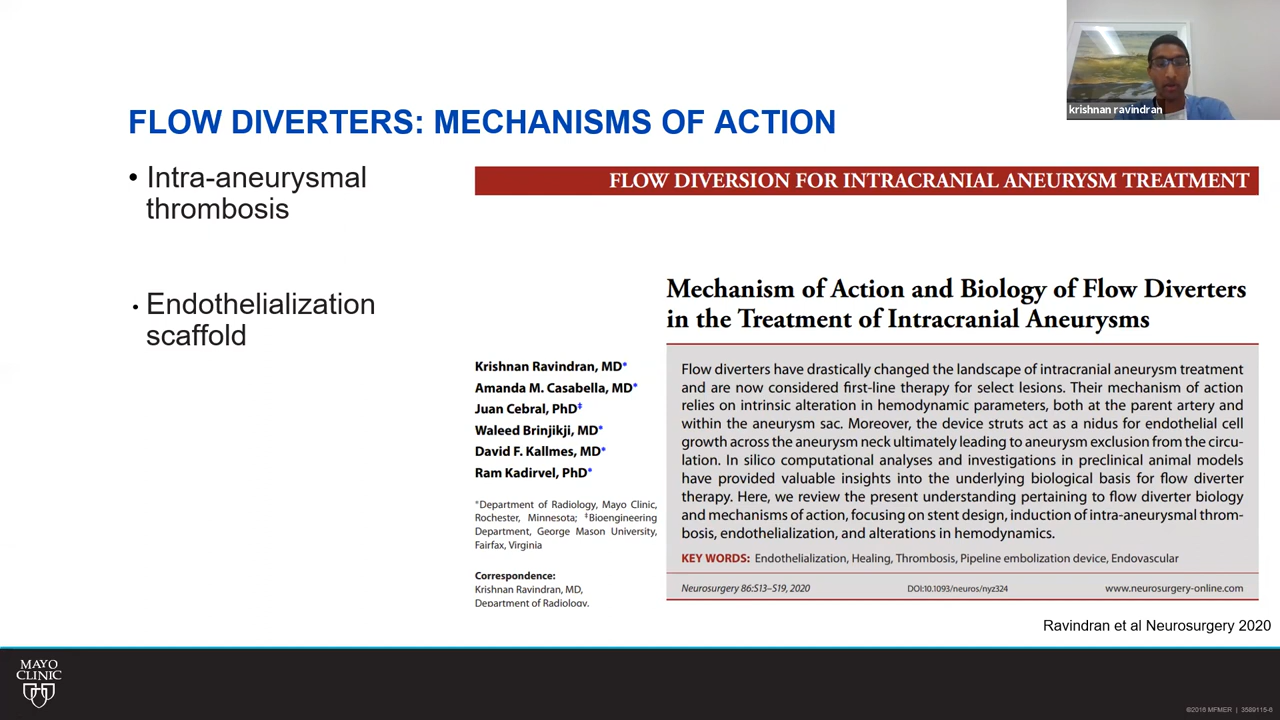 krishnan ravindran
FLOW DIVERTERS: MECHANISMS OF ACTION
• Intra-aneurysmal
thrombosis
• Endothelialization
scaffold
FLOW DIVERSION FOR INTRACRANIAL ANEURYSM TREATMENT
Mechanism of Action and Biology of Flow Diverters
in the Treatment of Intracranial Aneurysms
Krishnan Ravindran, MD*
Amanda M. Casabella, MD*
Juan Cebral, PhD‡
Waleed Brinjikji, MD*
David F. Kallmes, MD*
Ram Kadirvel, PhD*
*Department of Radiology, Mayo Clinic,
Rochester, Minnesota; ‡Bioengineering
Department, George Mason University,
Fairfax, Virginia
Correspondence:
Krishnan Ravindran, MD,
Department of Radiology,
Flow diverters have drastically changed the landscape of intracranial aneurysm treatment
and are now considered first-line therapy for select lesions. Their mechanism of action
relies on intrinsic alteration in hemodynamic parameters, both at the parent artery and
within the aneurysm sac. Moreover, the device struts act as a nidus for endothelial cell
growth across the aneurysm neck ultimately leading to aneurysm exclusion from the circu-
lation. In silico computational analyses and investigations in preclinical animal models
have provided valuable insights into the underlying biological basis for flow diverter
therapy. Here, we review the present understanding pertaining to flow diverter biology
and mechanisms of action, focusing on stent design, induction of intra-aneurysmal throm-
bosis, endothelialization, and alterations in hemodynamics.
KEY WORDS: Endothelialization, Healing, Thrombosis, Pipeline embolization device, Endovascular
Neurosurgery 86:S13–S19, 2020 DOI:10.1093/neuros/nyz324 www.neurosurgery-online.com
Ravindran et al Neurosurgery 2020
MAYO
CLINIC
©2016 MFMER | 3589115-6